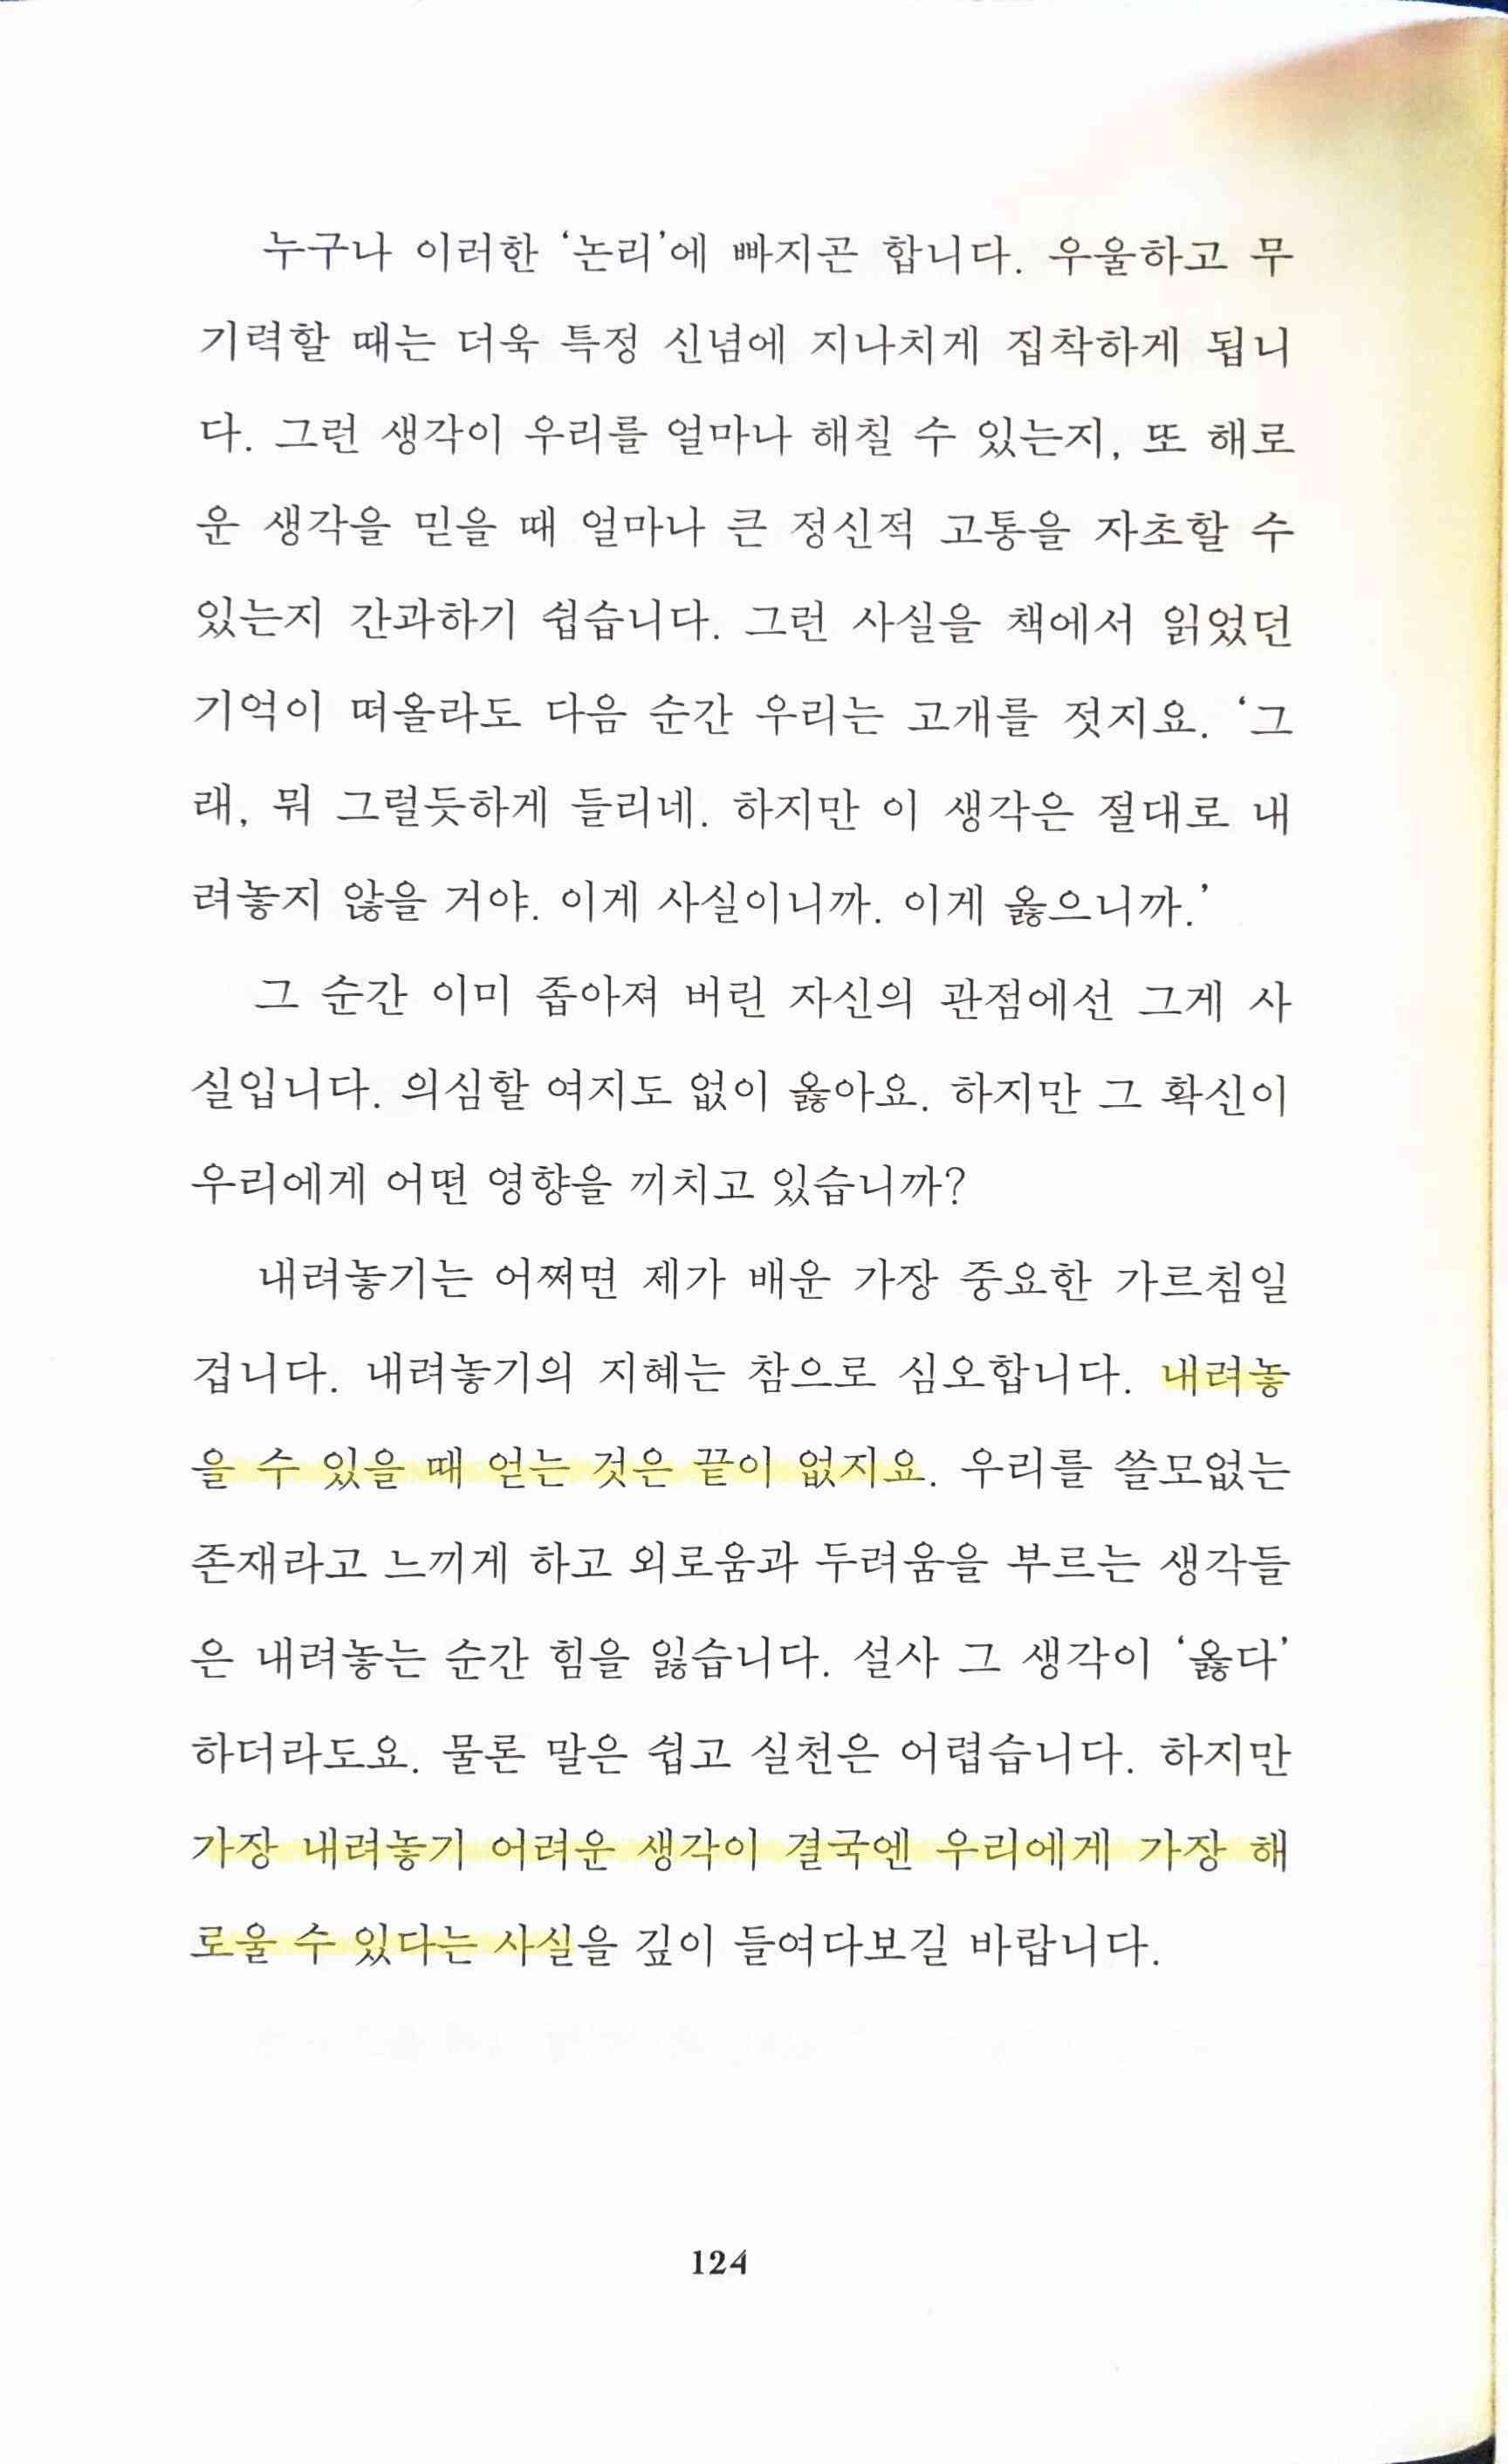 누구나 이러한 ‘논리’에 빠지곤 합니다. 우울하고 무
기력할 때는 더욱 특정 신념에 지나치게 집착하게 됩니
다. 그런 생각이 우리를 얼마나 해칠 수 있는지, 또 해로
운 생각을 믿을 때 얼마나 큰 정신적 고통을 자초할 수
있는지 간과하기 쉽습니다. 그런 사실을 책에서 읽었던
기억이 떠올라도 다음 순간 우리는 고개를 젓지요. ‘그
래, 뭐 그럴듯하게 들리네. 하지만 이 생각은 절대로 내
려놓지 않을 거야. 이게 사실이니까. 이게 옳으니까.’
그 순간 이미 좁아져 버린 자신의 관점에선 그게 사
실입니다. 의심할 여지도 없이 옳아요. 하지만 그 확신이
우리에게 어떤 영향을 끼치고 있습니까?
내려놓기는 어쩌면 제가 배운 가장 중요한 가르침일
겁니다. 내려놓기의 지혜는 참으로 심오합니다. 내려놓
을 수 있을 때 얻는 것은 끝이 없지요. 우리를 쓸모없는
존재라고 느끼게 하고 외로움과 두려움을 부르는 생각들
은 내려놓는 순간 힘을 잃습니다. 설사 그 생각이 ‘옳다’
하더라도요. 물론 말은 쉽고 실천은 어렵습니다. 하지만
가장 내려놓기 어려운 생각이 결국엔 우리에게 가장 해
로울 수 있다는 사실을 깊이 들여다보길 바랍니다.
124